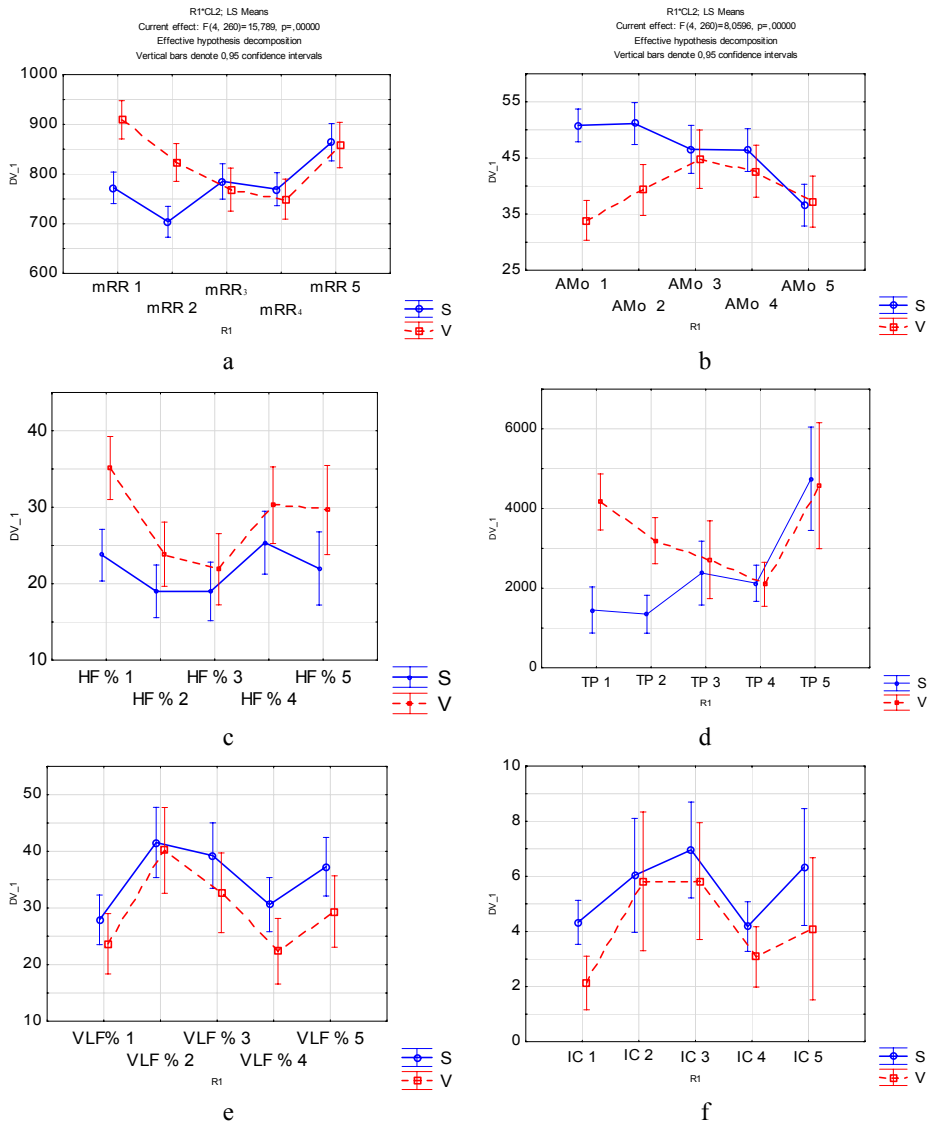 R1*CL2; LS Means
Current effect: F(4, 260)=15,789, p=,00000
Effective hypothesis decomposition
Vertical bars denote 0,95 confidence intervals
1000
900
800
700
600
DV_1
mRR 1
mRR 2
mRR3
mRR4
mRR 5
R1
S
V
a
R1*CL2; LS Means
Current effect: F(4, 260)=8,0596, p=,00000
Effective hypothesis decomposition
Vertical bars denote 0,95 confidence intervals
55
45
35
25
DV_1
AMo 1
AMo 2
AMo 3
AMo 4
AMo 5
R1
S
V
b
40
30
20
10
DV_1
HF % 1
HF % 2
HF % 3
HF % 4
HF % 5
S
V
c
6000
4000
2000
0
DV_1
TP 1
TP 2
TP 3
TP 4
TP 5
R1
S
V
d
50
40
30
20
10
DV_1
VLF% 1
VLF % 2
VLF % 3
VLF % 4
VLF % 5
R1
S
V
e
10
8
6
4
2
0
DV_1
IC 1
IC 2
IC 3
IC 4
IC 5
R1
S
V
f